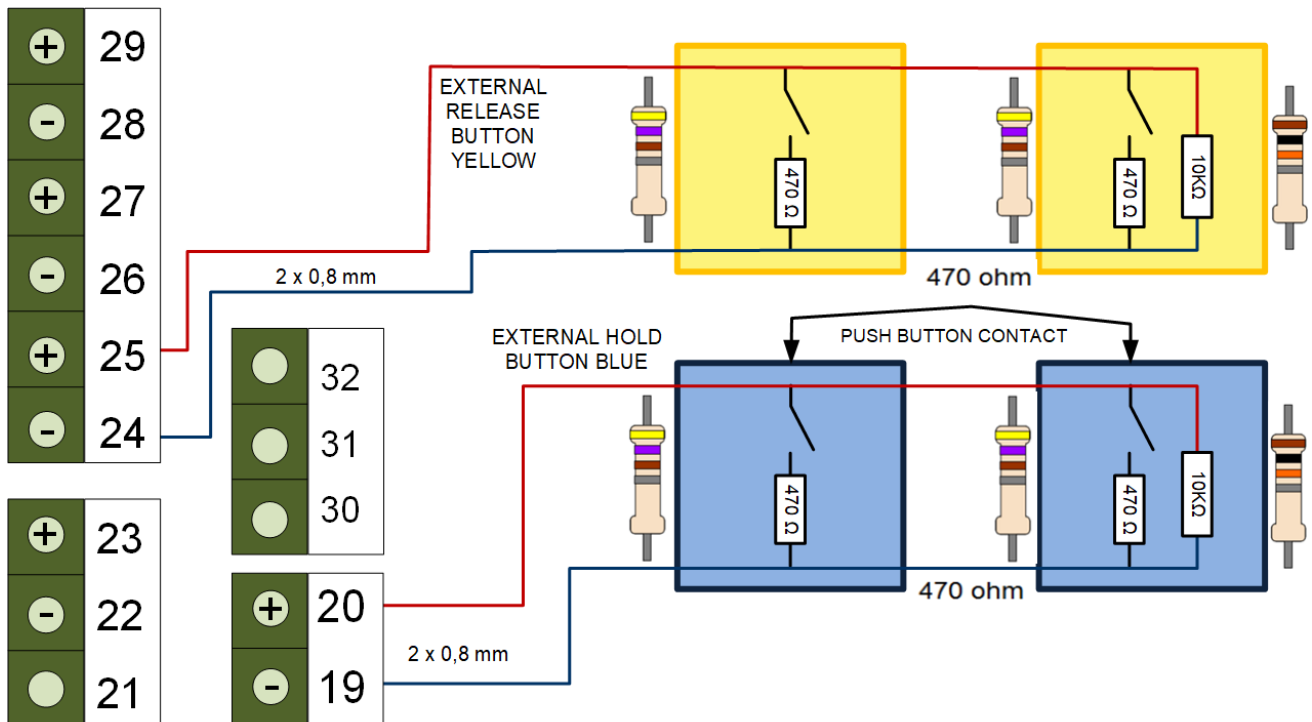 + 29
- 28
+ 27
- 26
+ 25
- 24
+ 23
- 22
21
32
31
30
+ 20
- 19
EXTERNAL
RELEASE
BUTTON
YELLOW
2 x 0,8 mm
470 Ω
470 Ω
10KΩ
470 ohm
EXTERNAL HOLD
BUTTON BLUE
PUSH BUTTON CONTACT
470 Ω
470 Ω
10KΩ
470 ohm
2 x 0,8 mm